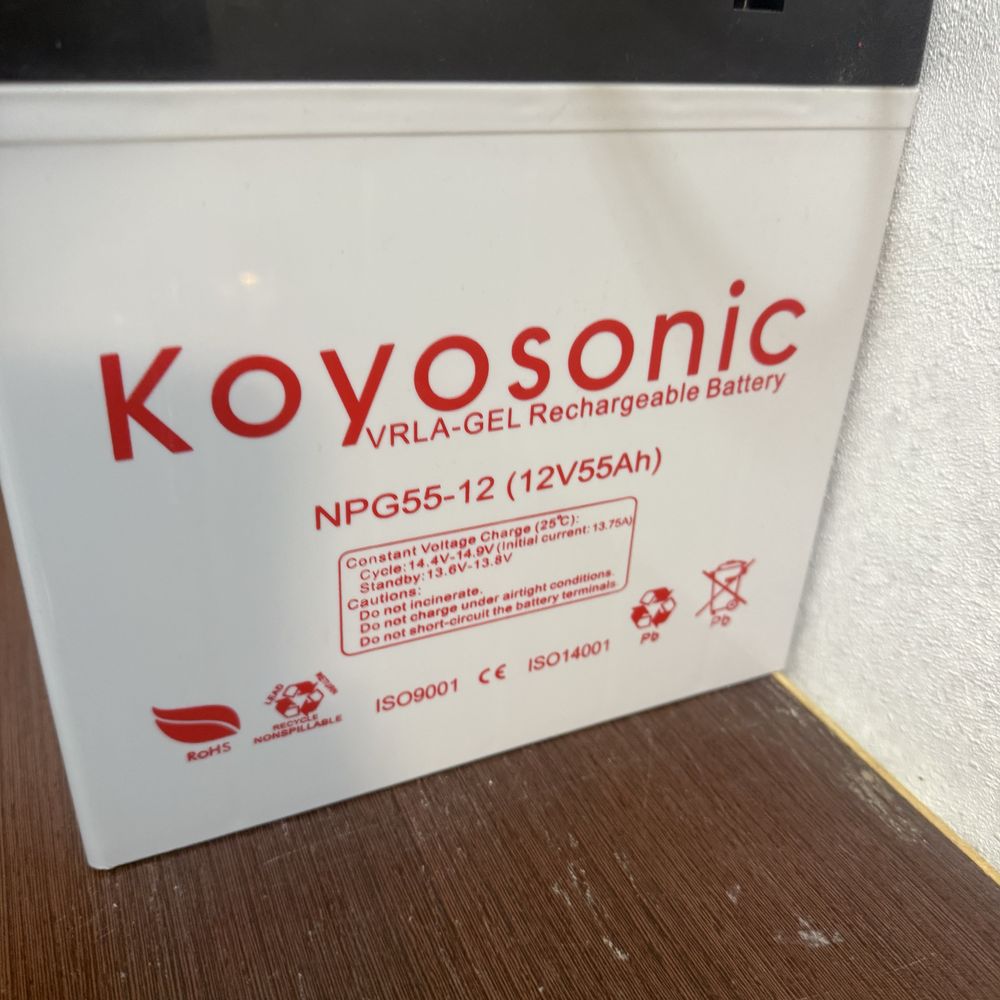 Koyosonic
VRLA-GEL Rechargeable Battery
NPG55-12 (12V55Ah)
Constant Voltage Charge (25℃):
Cycle:14.4V-14.9V(Initial current:13.75A)
Standby:13.6V-13.8V
Cautions:
Do not incinerate.
Do not charge under airtight conditions.
Do not short-circuit the battery terminals.
Pb
Pb
ISO9001 CE ISO14001
LEAD RETURN
RECYCLE
NONSPILLABLE
RoHS